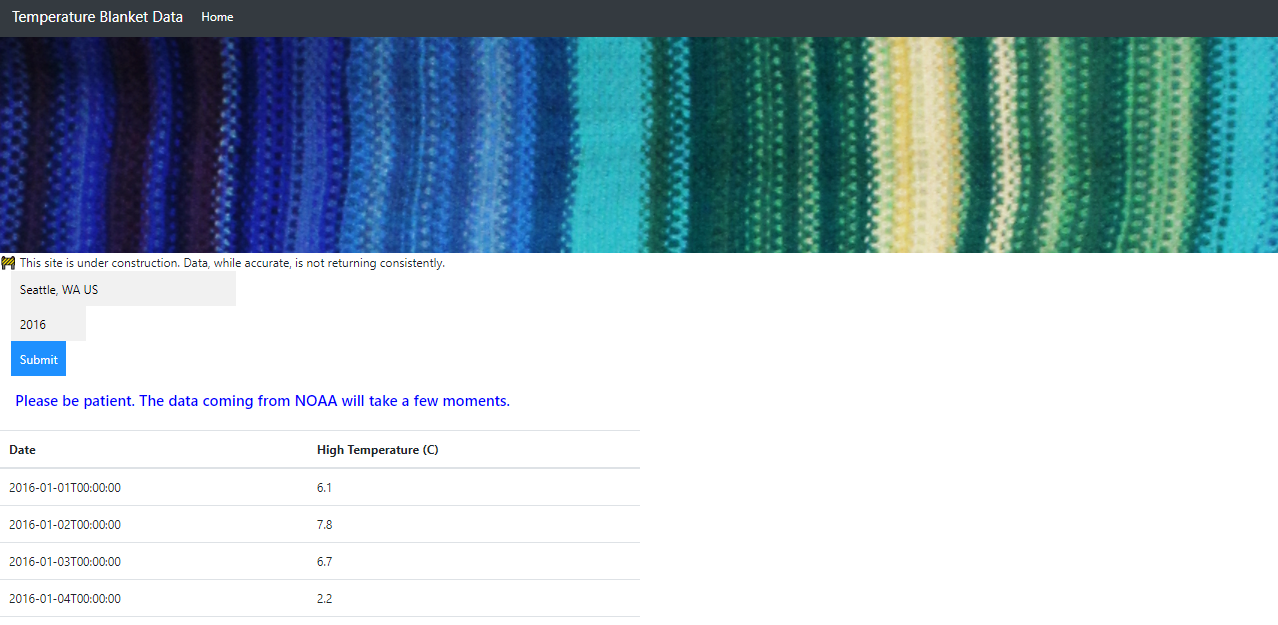 Temperature Blanket Data Home
This site is under construction. Data, while accurate, is not returning consistently.
Seattle, WA US
2016
Submit
Please be patient. The data coming from NOAA will take a few moments.
Date High Temperature (C)
2016-01-01T00:00:00 6.1
2016-01-02T00:00:00 7.8
2016-01-03T00:00:00 6.7
2016-01-04T00:00:00 2.2